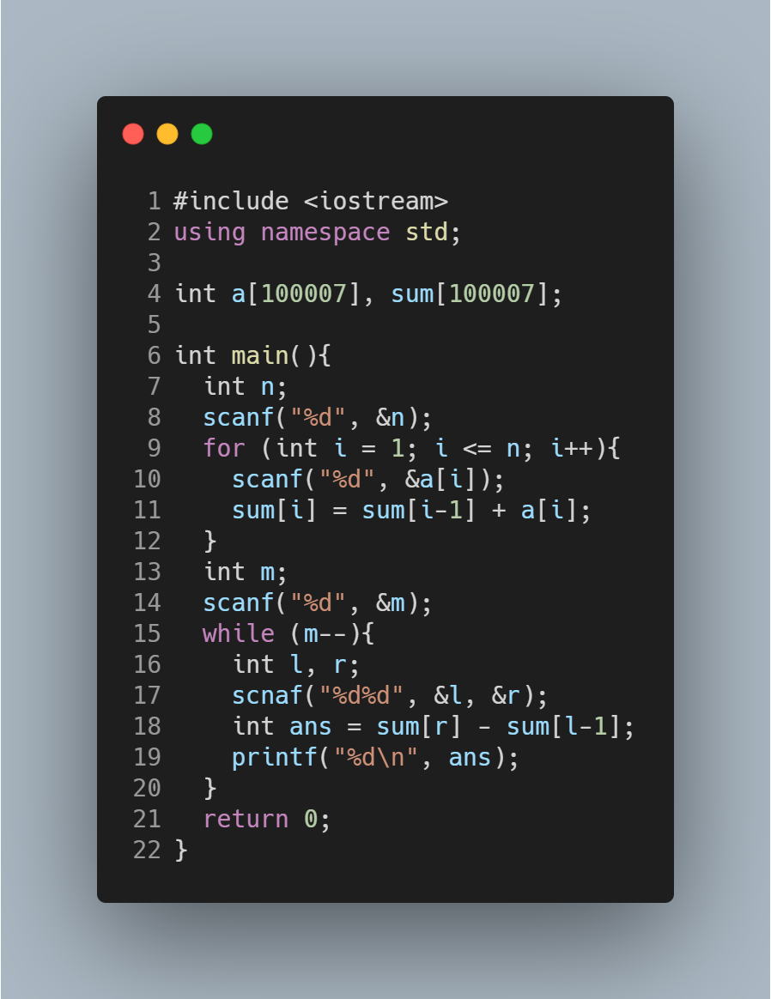 1 #include <iostream>
2 using namespace std;
3
4 int a[100007], sum[100007];
5
6 int main(){
7   int n;
8   scanf("%d", &n);
9   for (int i = 1; i <= n; i++){
10     scanf("%d", &a[i]);
11     sum[i] = sum[i-1] + a[i];
12   }
13   int m;
14   scanf("%d", &m);
15   while (m--){
16     int l, r;
17     scnaf("%d%d", &l, &r);
18     int ans = sum[r] - sum[l-1];
19     printf("%d\n", ans);
20   }
21   return 0;
22 }